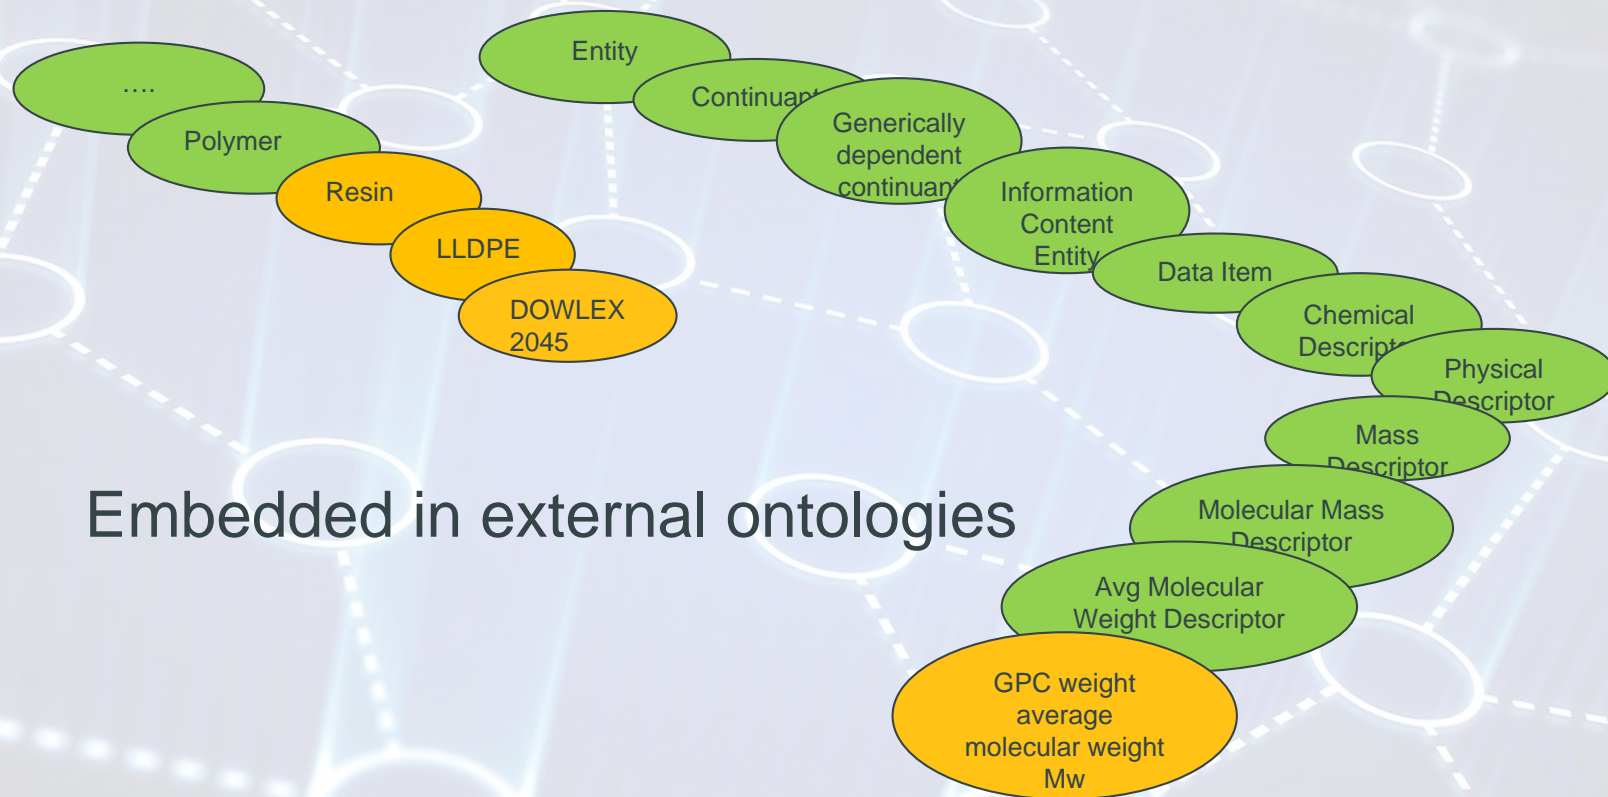 ….
Polymer
Resin
LLDPE
DOWLEX
2045
Entity
Continuant
Generically
dependent
continuant
Information
Content
Entity
Data Item
Chemical
Descriptor
Physical
Descriptor
Mass
Descriptor
Molecular Mass
Descriptor
Avg Molecular
Weight Descriptor
GPC weight
average
molecular weight
Mw
Embedded in external ontologies